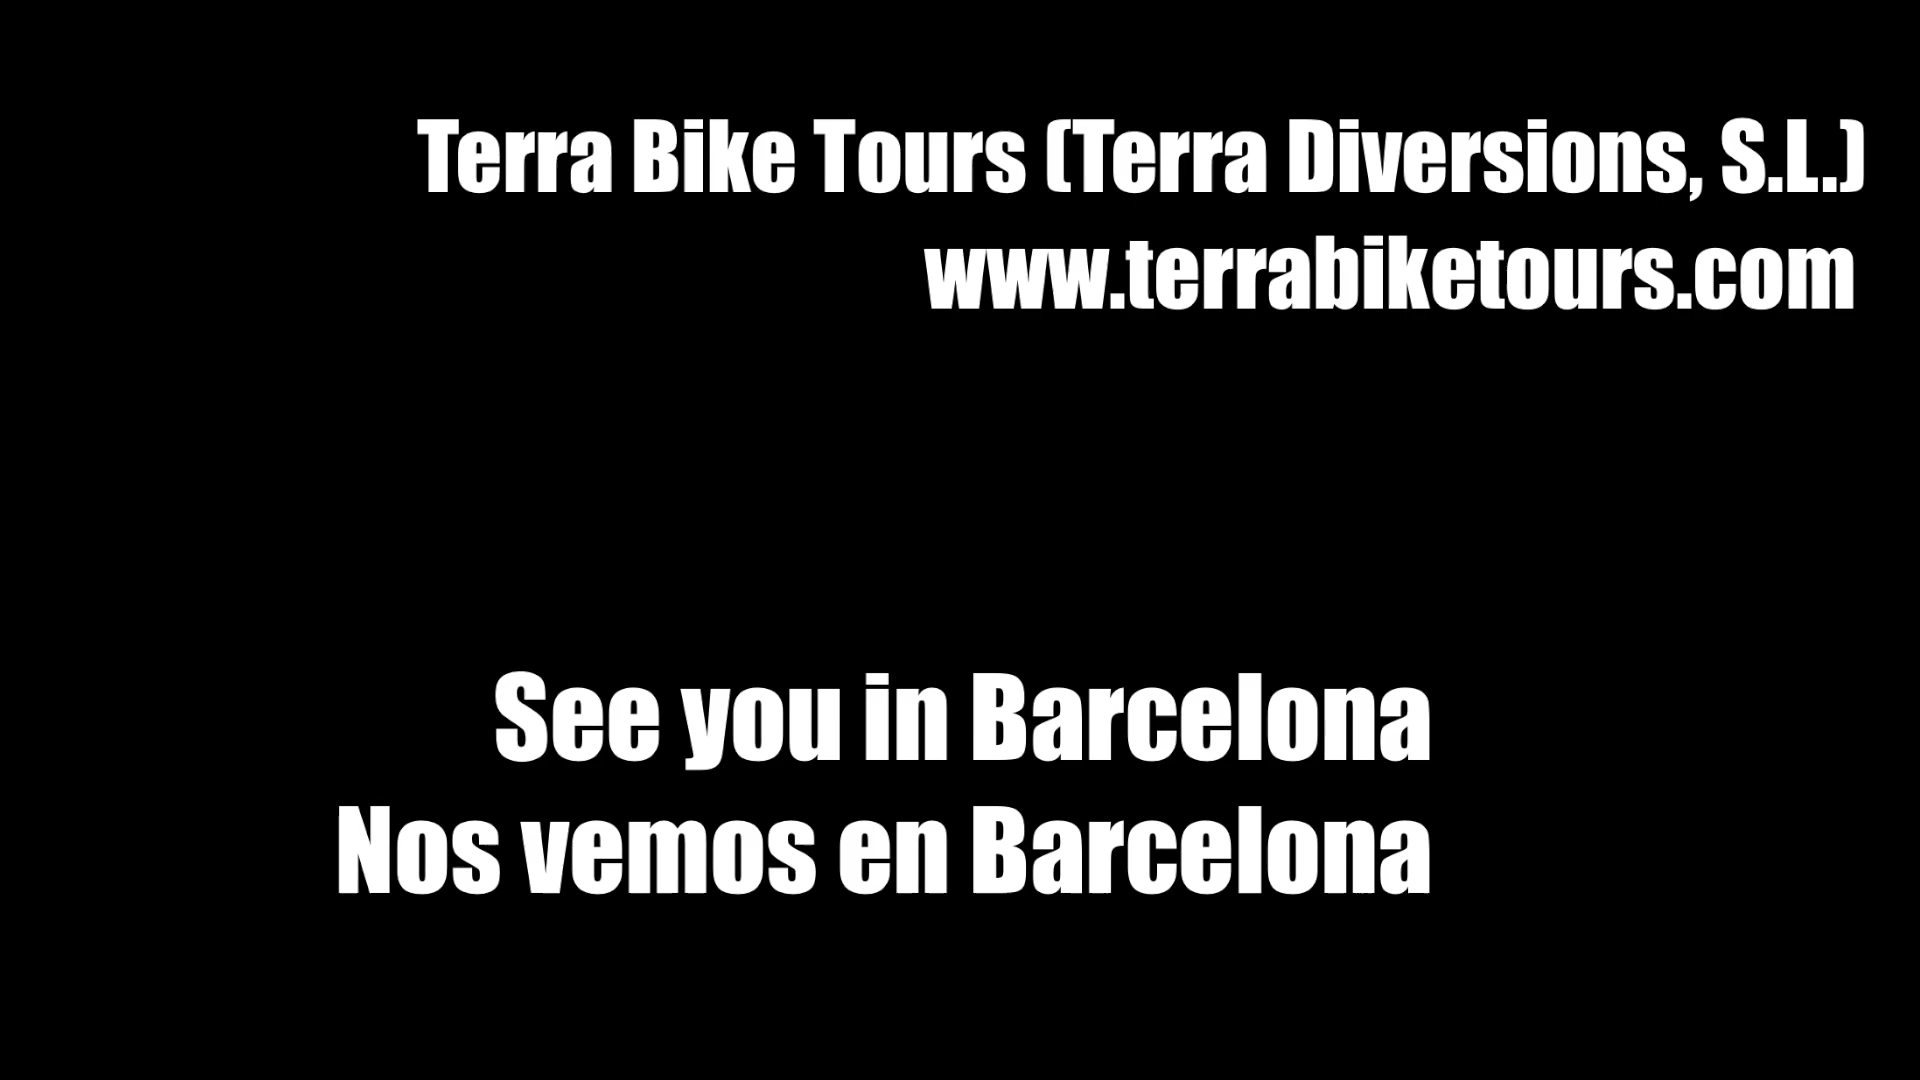 Terra Bike Tours (Terra Diversions, S.L.)
www.terrabiketours.com
See you in Barcelona
Nos vemos en Barcelona